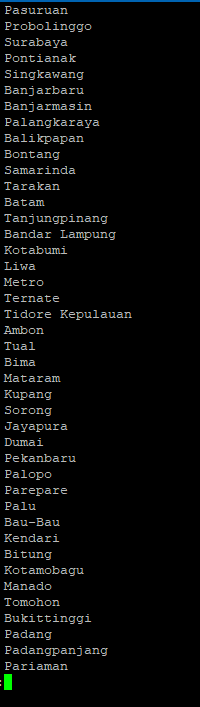 Pasuruan
Probolinggo
Surabaya
Pontianak
Singkawang
Banjarbaru
Banjarmasin
Palangkaraya
Balikpapan
Bontang
Samarinda
Tarakan
Batam
Tanjungpinang
Bandar Lampung
Kotabumi
Liwa
Metro
Ternate
Tidore Kepulauan
Ambon
Tual
Bima
Mataram
Kupang
Sorong
Jayapura
Dumai
Pekanbaru
Palopo
Parepare
Palu
Bau-Bau
Kendari
Bitung
Kotamobagu
Manado
Tomohon
Bukittinggi
Padang
Padangpanjang
Pariaman
: